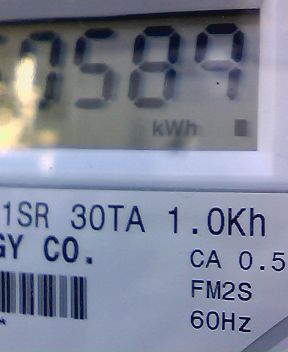 0589
kWh
1SR 30TA 1.0Kh
GY CO.
CA 0.5
FM2S
60Hz